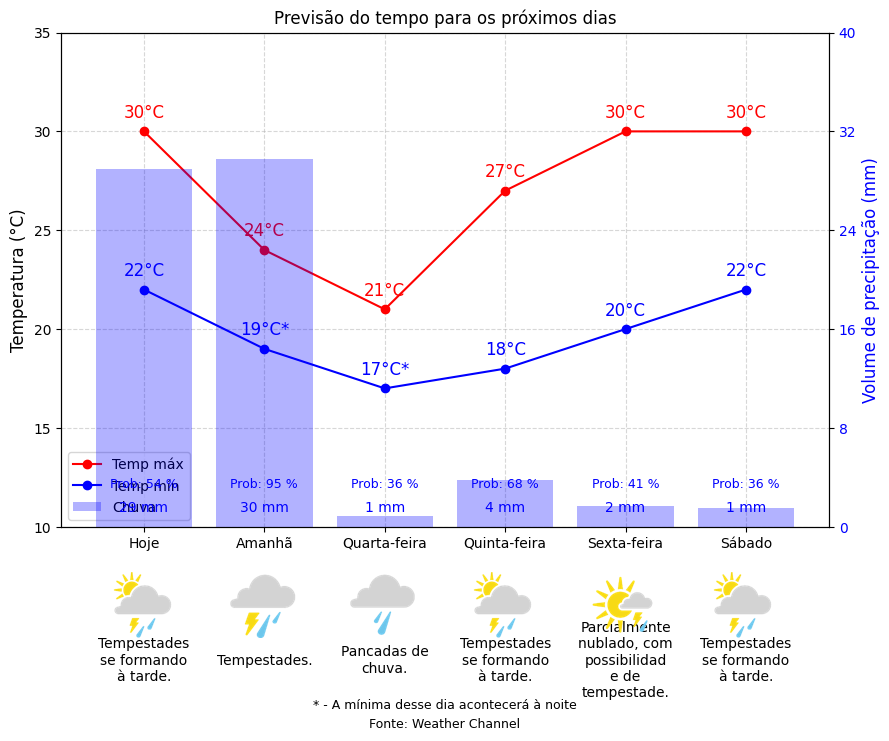 Previsão do tempo para os próximos dias
35
30
25
20
15
10
Temperatura (°C)
40
32
24
16
8
0
Volume de precipitação (mm)
30°C
24°C
21°C
27°C
30°C
30°C
22°C
19°C*
17°C*
18°C
20°C
22°C
Temp máx
Temp mín
Chuva
Prob: 54 %
Prob: 95 %
Prob: 36 %
Prob: 68 %
Prob: 41 %
Prob: 36 %
29 mm
30 mm
1 mm
4 mm
2 mm
1 mm
Hoje
Amanhã
Quarta-feira
Quinta-feira
Sexta-feira
Sábado
Tempestades
se formando
à tarde.
Tempestades.
Pancadas de
chuva.
Tempestades
se formando
à tarde.
Parcialmente
nublado, com
possibilidad
e de
tempestade.
Tempestades
se formando
à tarde.
* - A mínima desse dia acontecerá à noite
Fonte: Weather Channel